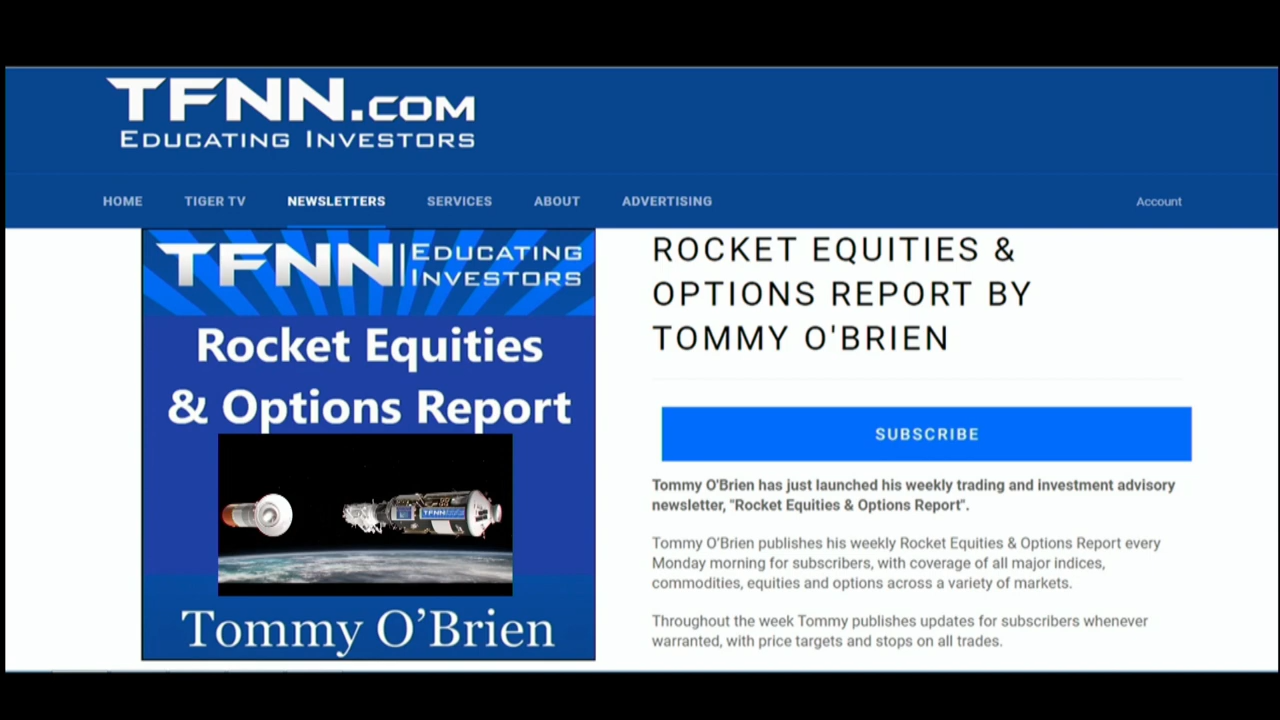 TFNN.COM
EDUCATING INVESTORS
HOME TIGER TV NEWSLETTERS SERVICES ABOUT ADVERTISING Account
TFNN EDUCATING
INVESTORS
Rocket Equities
& Options Report
TFNN
Tommy O’Brien
ROCKET EQUITIES &
OPTIONS REPORT BY
TOMMY O'BRIEN
SUBSCRIBE
Tommy O'Brien has just launched his weekly trading and investment advisory
newsletter, "Rocket Equities & Options Report".
Tommy O’Brien publishes his weekly Rocket Equities & Options Report every
Monday morning for subscribers, with coverage of all major indices,
commodities, equities and options across a variety of markets.
Throughout the week Tommy publishes updates for subscribers whenever
warranted, with price targets and stops on all trades.